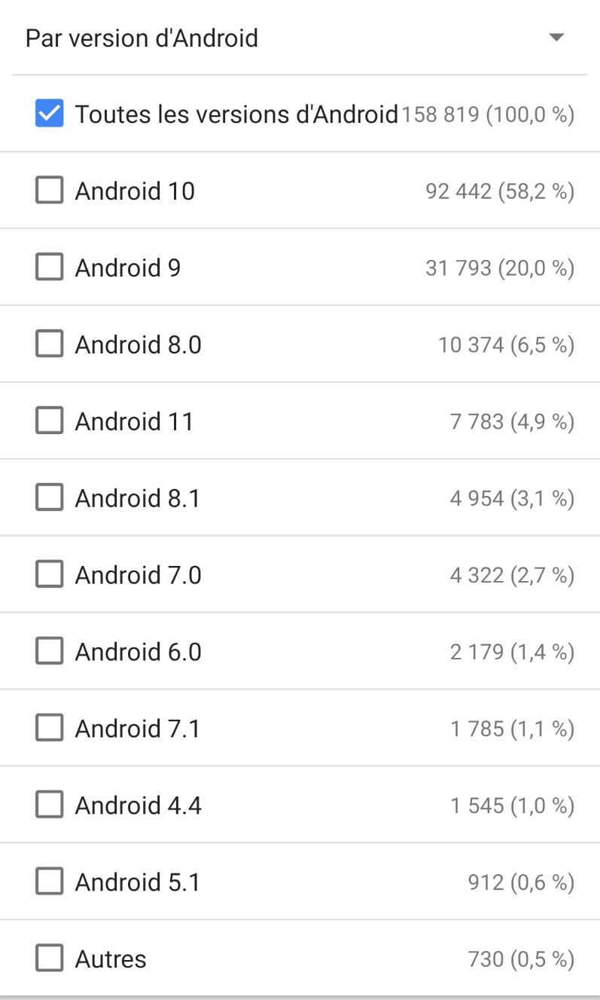 Par version d'Android
Toutes les versions d'Android 158 819 (100,0 %)
Android 10 92 442 (58,2 %)
Android 9 31 793 (20,0 %)
Android 8.0 10 374 (6,5 %)
Android 11 7 783 (4,9 %)
Android 8.1 4 954 (3,1 %)
Android 7.0 4 322 (2,7 %)
Android 6.0 2 179 (1,4 %)
Android 7.1 1 785 (1,1 %)
Android 4.4 1 545 (1,0 %)
Android 5.1 912 (0,6 %)
Autres 730 (0,5 %)